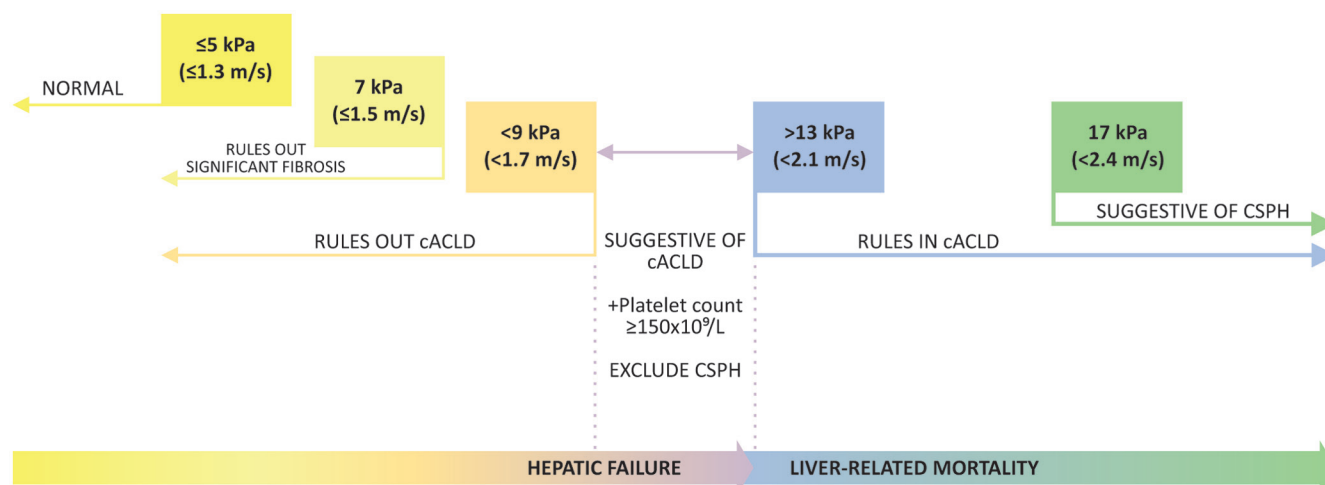 ≤5 kPa
(≤1.3 m/s)
NORMAL
7 kPa
(≤1.5 m/s)
RULES OUT
SIGNIFICANT FIBROSIS
<9 kPa
(<1.7 m/s)
RULES OUT cACLD
SUGGESTIVE OF
cACLD
+Platelet count
≥150x10⁹/L
EXCLUDE CSPH
>13 kPa
(<2.1 m/s)
RULES IN cACLD
17 kPa
(<2.4 m/s)
SUGGESTIVE OF CSPH
HEPATIC FAILURE
LIVER-RELATED MORTALITY